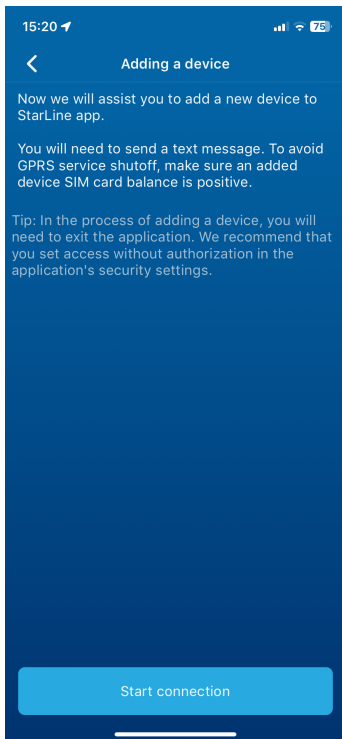 15:20
75
Adding a device
Now we will assist you to add a new device to
StarLine app.
You will need to send a text message. To avoid
GPRS service shutoff, make sure an added
device SIM card balance is positive.
Tip: In the process of adding a device, you will
need to exit the application. We recommend that
you set access without authorization in the
application's security settings.
Start connection